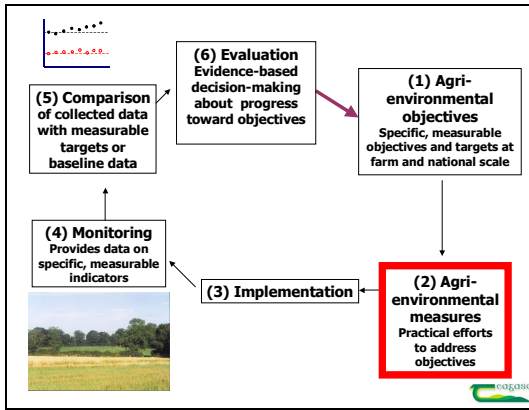 (6) Evaluation
Evidence-based
decision-making
about progress
toward objectives
(1) Agri-
environmental
objectives
Specific, measurable
objectives and targets at
farm and national scale
(5) Comparison
of collected data
with measurable
targets or
baseline data
(4) Monitoring
Provides data on
specific, measurable
indicators
(3) Implementation
(2) Agri-
environmental
measures
Practical efforts
to address
objectives
Teagasc